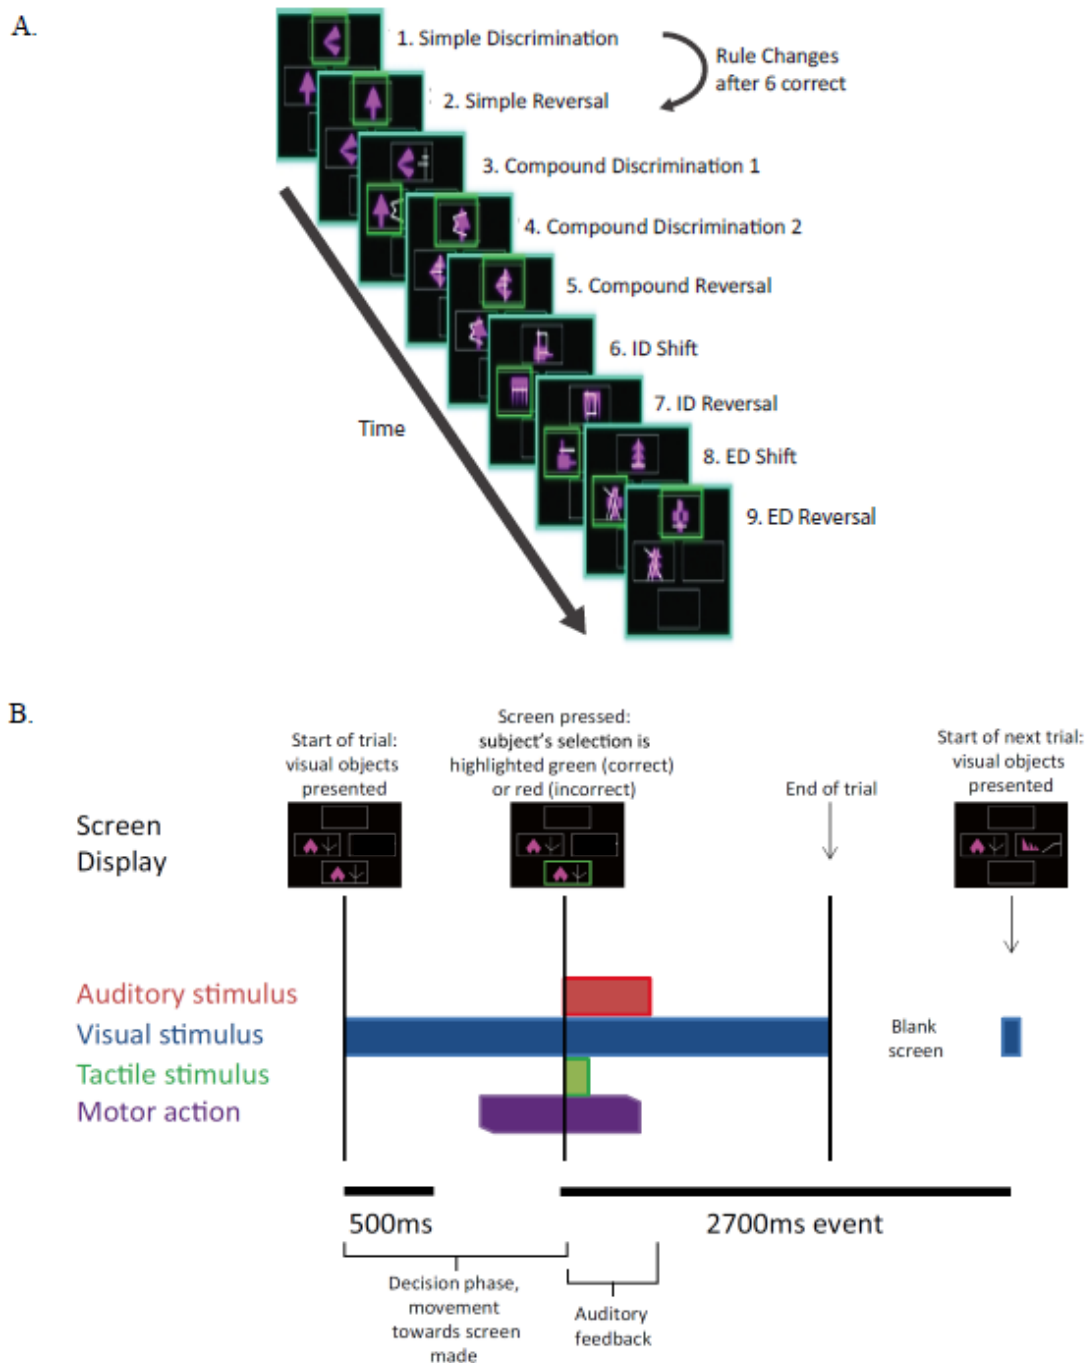 A.
1. Simple Discrimination
Rule Changes
after 6 correct
2. Simple Reversal
3. Compound Discrimination 1
4. Compound Discrimination 2
5. Compound Reversal
6. ID Shift
7. ID Reversal
Time
8. ED Shift
9. ED Reversal
B.
Start of trial:
visual objects
presented
Screen pressed:
subject's selection is
highlighted green (correct)
or red (incorrect)
End of trial
Start of next trial:
visual objects
presented
Screen
Display
Auditory stimulus
Visual stimulus
Tactile stimulus
Motor action
Blank
screen
500ms
2700ms event
Decision phase,
movement
towards screen
made
Auditory
feedback